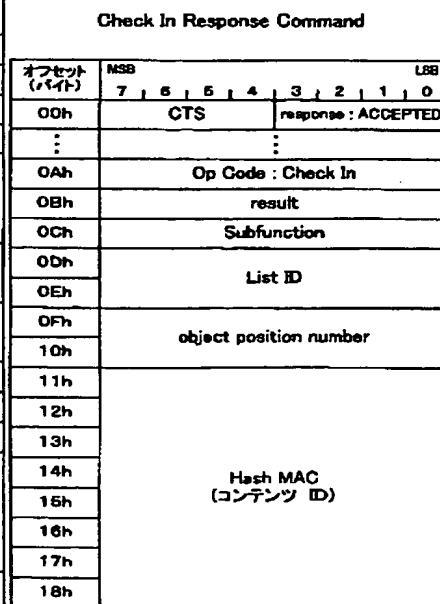 Check In Response Command
オフセット
(バイト)
MSB LSB
7 6 5 4 3 2 1 0
00h CTS response : ACCEPTED
⋮ ⋮
0Ah Op Code : Check In
0Bh result
0Ch Subfunction
0Dh
List ID
0Eh
0Fh
object position number
10h
11h
12h
13h
14h
Hash MAC
(コンテンツ ID)
15h
16h
17h
18h